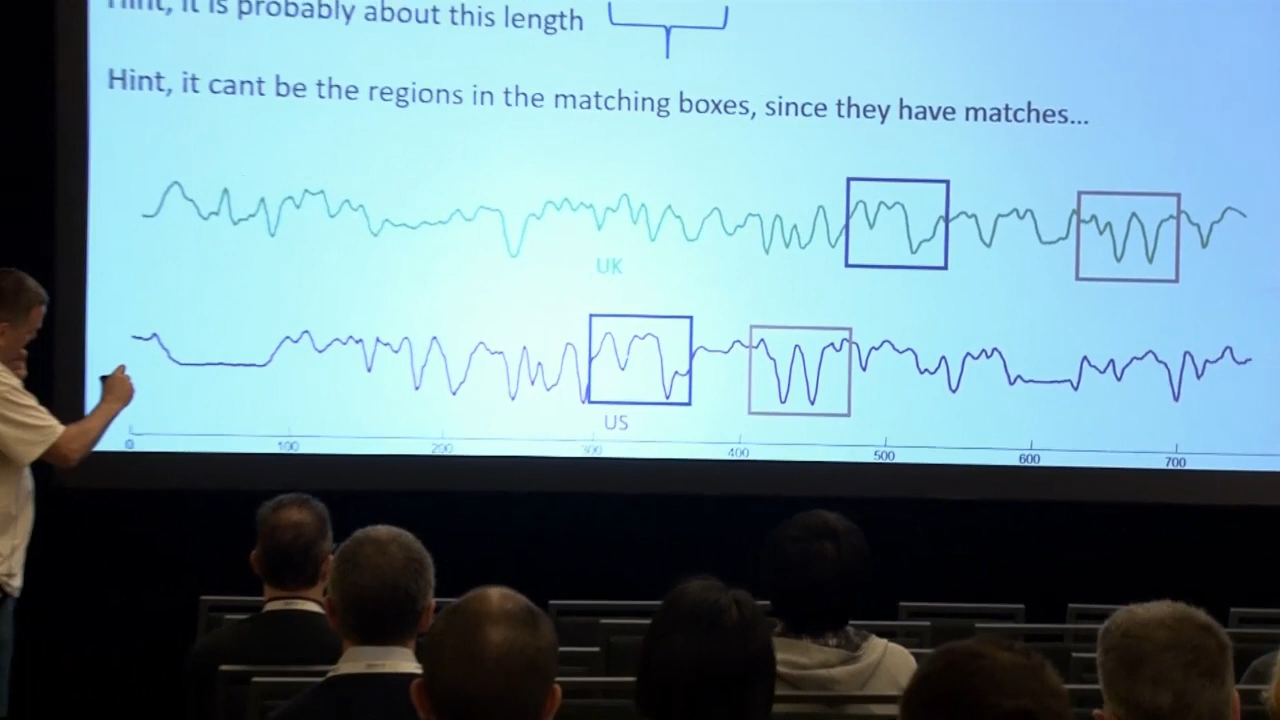 Hint, it is probably about this length
Hint, it cant be the regions in the matching boxes, since they have matches...
UK
US
0 100 200 300 400 500 600 700